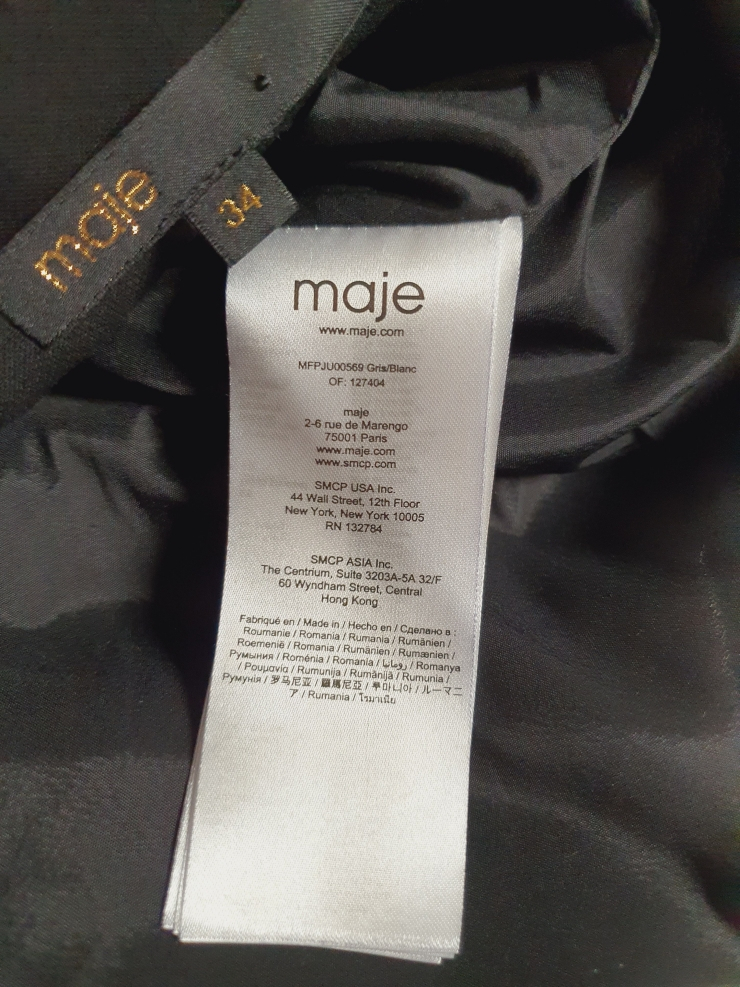 maje
34
maje
www.maje.com
MFPJU00569 Gris/Blanc
OF: 127404
maje
2-6 rue de Marengo
75001 Paris
www.maje.com
www.smcp.com
SMCP USA Inc.
44 Wall Street, 12th Floor
New York, New York 10005
RN 132784
SMCP ASIA Inc.
The Centrium, Suite 3203A-5A 32/F
60 Wyndham Street, Central
Hong Kong
Fabriqué en / Made in / Hecho en / Сделано в :
Roumanie / Romania / Rumania / Rumänien /
Roemenië / Romania / Rumänien / Rumænien /
Румыния / Roménia / Romania / رومانيا / Romanya
/ Ρουμανία / Rumunija / Rumānijā / Rumunia /
Румунія / 罗马尼亚 / 羅馬尼亞 / 루마니아 / ルーマニ
ア / Rumania / โรมาเนีย